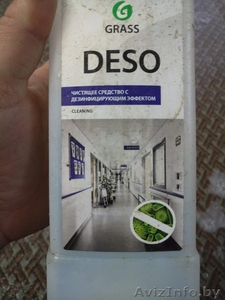 GRASS
DESO
ЧИСТЯЩЕЕ СРЕДСТВО С
ДЕЗИНФИЦИРУЮЩИМ ЭФФЕКТОМ
CLEANING
AvizInfo.by